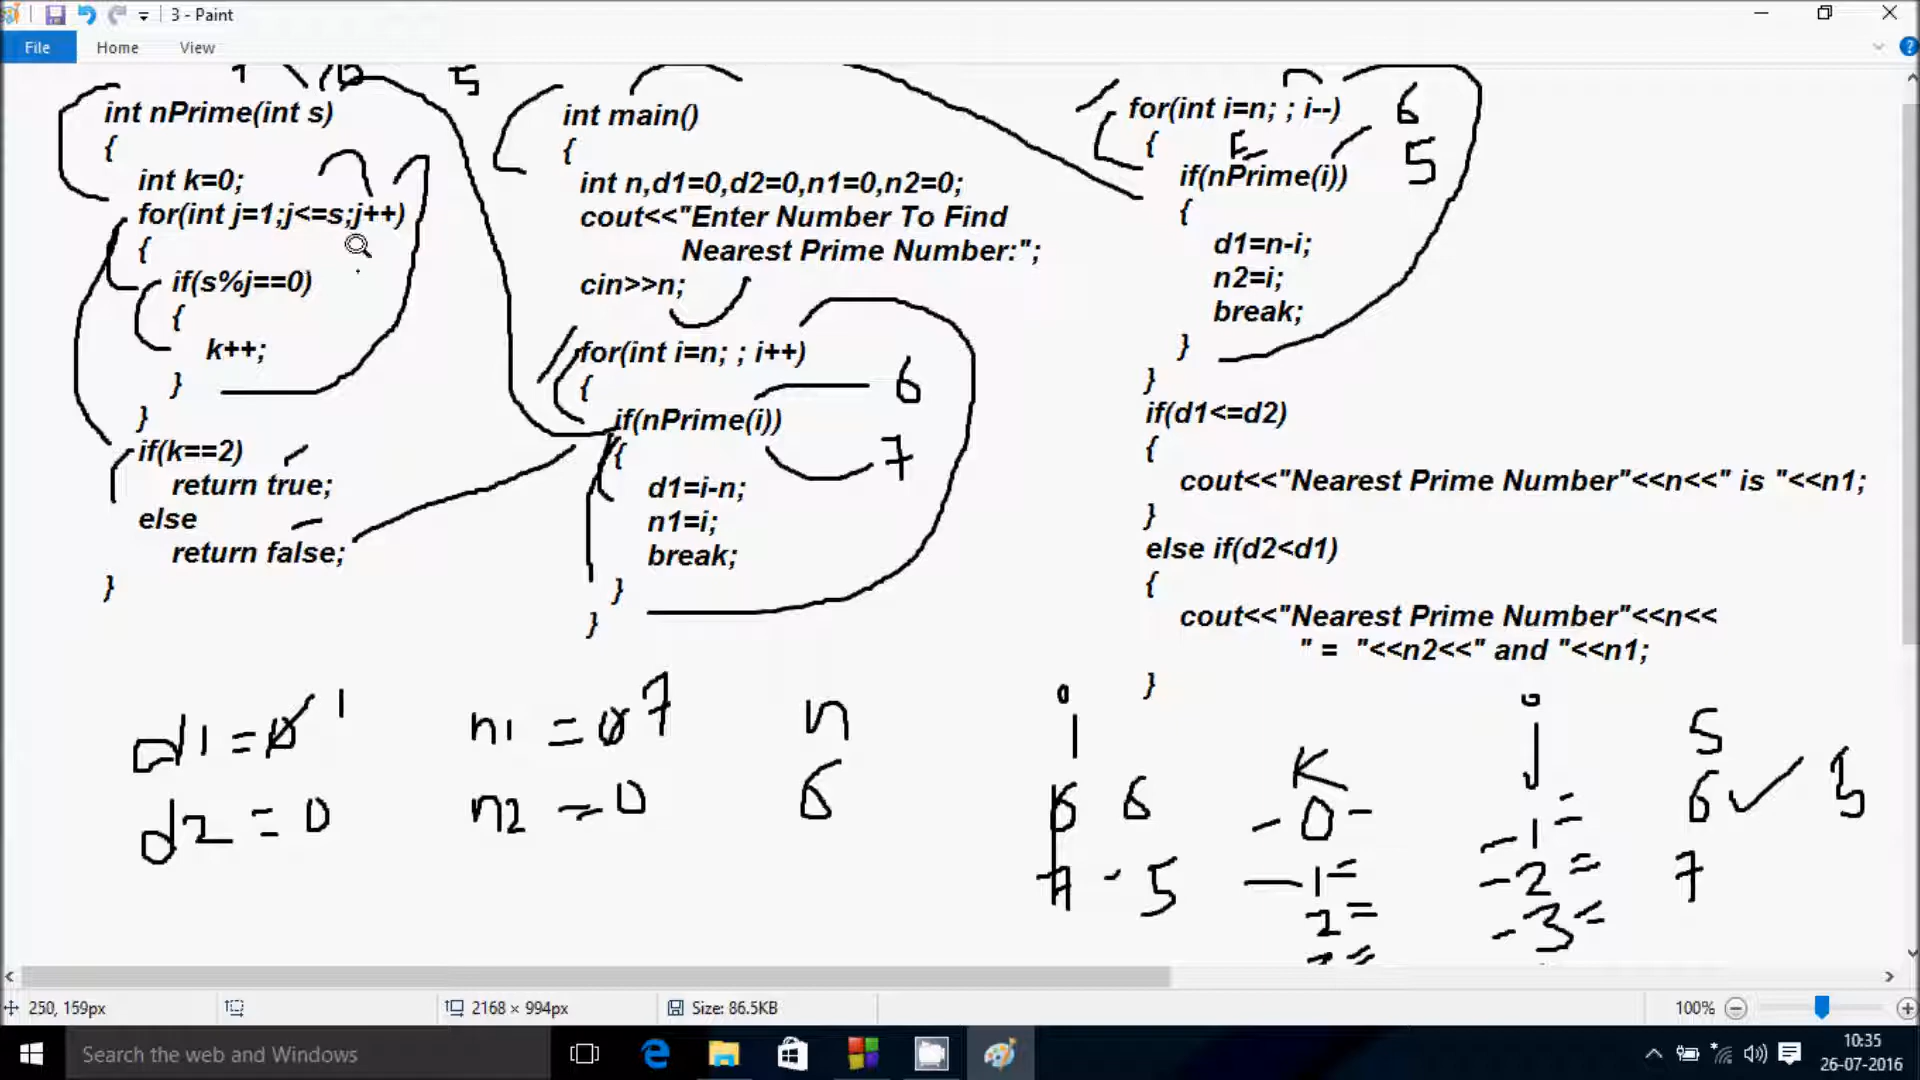 3 - Paint
File
Home
View
5
int nPrime(int s)
{
int k=0;
for(int j=1;j<=s;j++)
{
if(s%j==0)
{
k++;
}
}
if(k==2)
return true;
else
return false;
}
int main()
{
int n,d1=0,d2=0,n1=0,n2=0;
cout<<"Enter Number To Find
Nearest Prime Number:";
cin>>n;
for(int i=n; ; i++)
{
6
if(nPrime(i))
7
{
d1=i-n;
n1=i;
break;
}
}
for(int i=n; ; i--)
6
{
5
if(nPrime(i))
{
d1=n-i;
n2=i;
break;
}
}
if(d1<=d2)
{
cout<<"Nearest Prime Number"<<n<<" is "<<n1;
}
else if(d2<d1)
{
cout<<"Nearest Prime Number"<<n<<
" = "<<n2<<" and "<<n1;
}
d1=0 1
n1=0 7
n
i
k
j
s
d2=0
n2=0
6
6 6
-0-
-1=
6
7 - 5
-1=
-2=
7
2=
-3=
250, 159px
2168 × 994px
Size: 86.5KB
100%
Search the web and Windows
10:35
26-07-2016